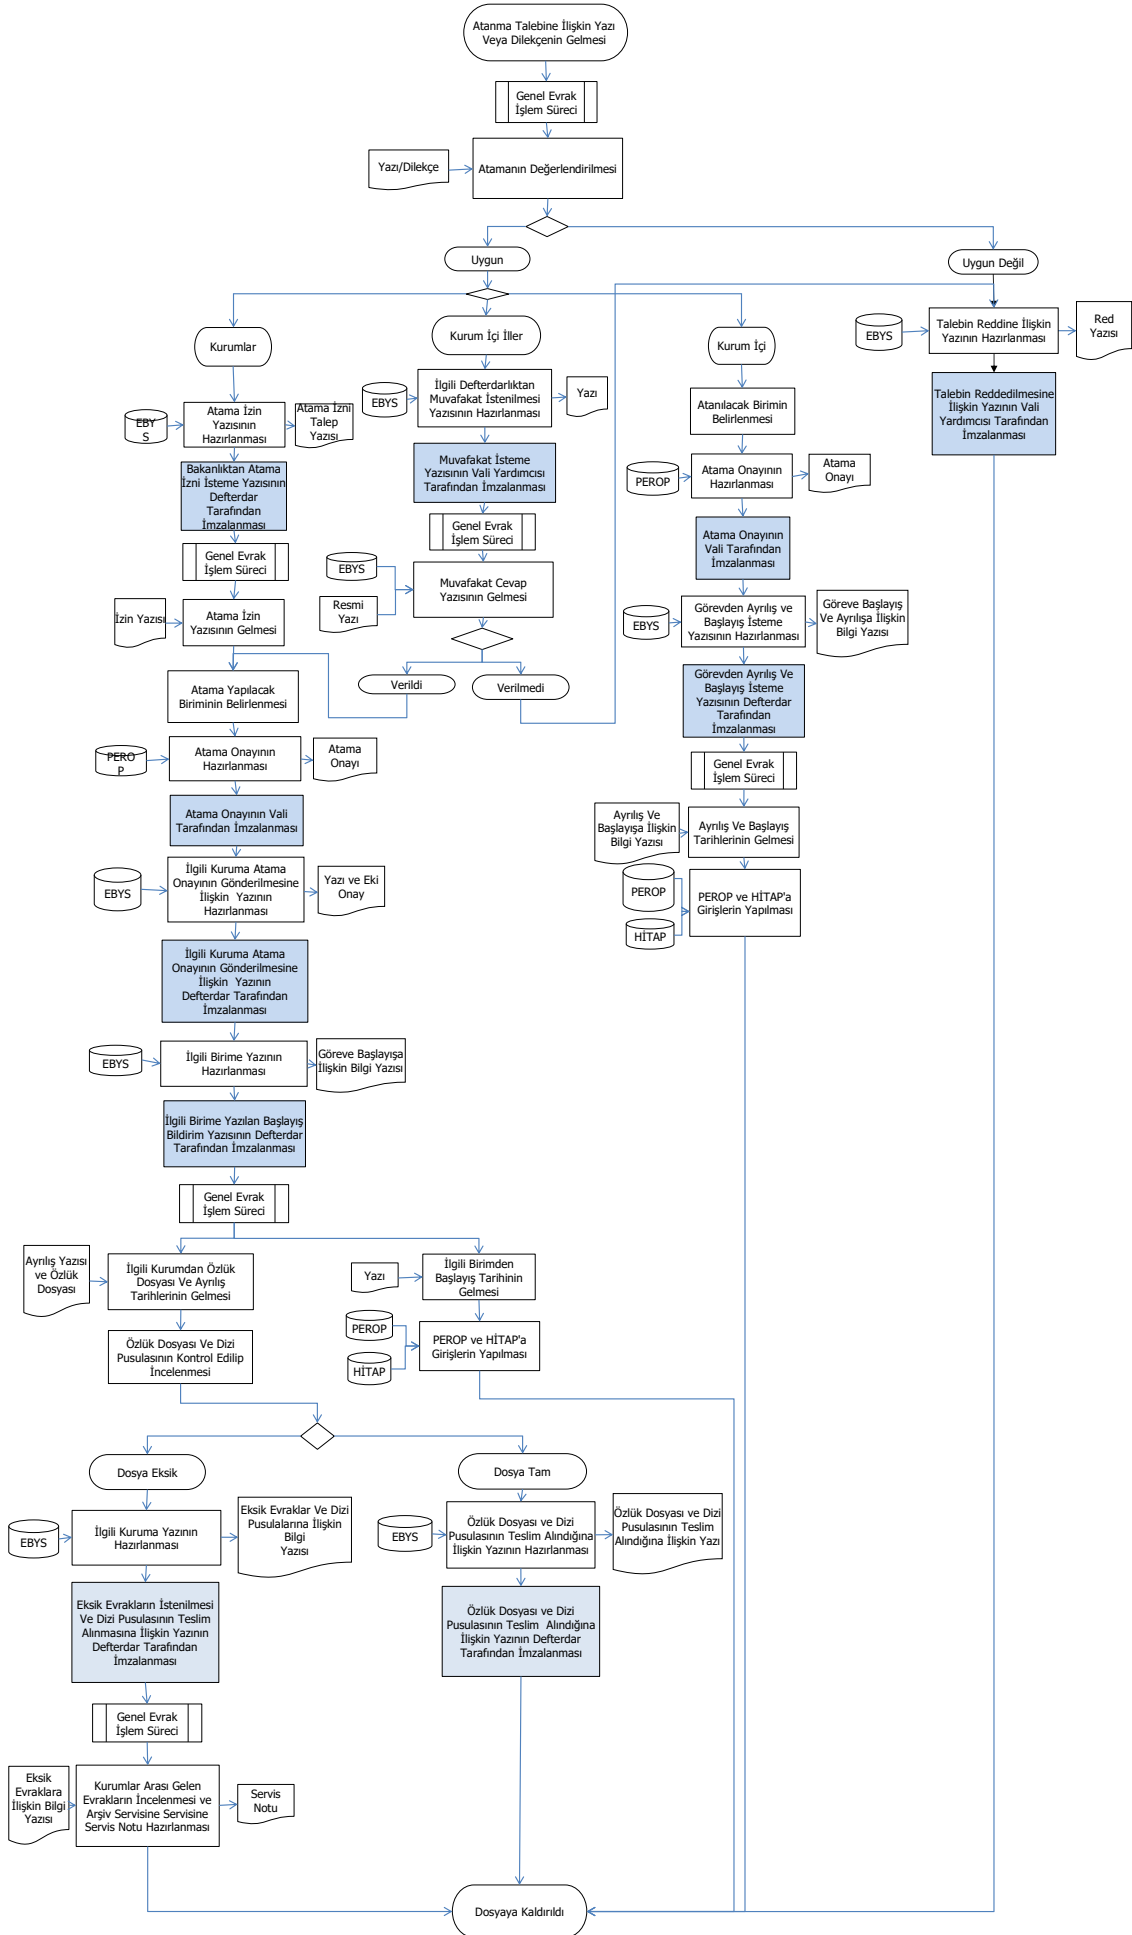 Atanma Talebine İlişkin Yazı
Veya Dilekçenin Gelmesi
Genel Evrak
İşlem Süreci
Yazı/Dilekçe
Atamanın Değerlendirilmesi
Uygun
Uygun Değil
Kurumlar
Kurum İçi İller
Kurum İçi
EBYS
Talebin Reddine İlişkin
Yazının Hazırlanması
Red
Yazısı
EBY
S
Atama İzin
Yazısının
Hazırlanması
Atama İzni
Talep
Yazısı
EBYS
İlgili Defterdarlıktan
Muvafakat İstenilmesi
Yazısının Hazırlanması
Yazı
Atanılacak Birimin
Belirlenmesi
Talebin Reddedilmesine
İlişkin Yazının Vali
Yardımcısı Tarafından
İmzalanması
Bakanlıktan Atama
İzni İsteme Yazısının
Defterdar
Tarafından
İmzalanması
Muvafakat İsteme
Yazısının Vali Yardımcısı
Tarafından İmzalanması
PEROP
Atama Onayının
Hazırlanması
Atama
Onayı
Genel Evrak
İşlem Süreci
Genel Evrak
İşlem Süreci
Atama Onayının
Vali Tarafından
İmzalanması
EBYS
Resmi
Yazı
Muvafakat Cevap
Yazısının Gelmesi
İzin Yazısı
Atama İzin
Yazısının Gelmesi
EBYS
Görevden Ayrılış ve
Başlayış İsteme
Yazısının Hazırlanması
Göreve Başlayış
Ve Ayrılışa İlişkin
Bilgi Yazısı
Verildi
Verilmedi
Atama Yapılacak
Biriminin Belirlenmesi
Görevden Ayrılış Ve
Başlayış İsteme
Yazısının Defterdar
Tarafından
İmzalanması
PERO
P
Atama Onayının
Hazırlanması
Atama
Onayı
Genel Evrak
İşlem Süreci
Atama Onayının Vali
Tarafından İmzalanması
Ayrılış Ve
Başlayışa İlişkin
Bilgi Yazısı
Ayrılış Ve Başlayış
Tarihlerinin Gelmesi
EBYS
İlgili Kuruma Atama
Onayının Gönderilmesine
İlişkin Yazının
Hazırlanması
Yazı ve Eki
Onay
PEROP
HİTAP
PEROP ve HİTAP'a
Girişlerin Yapılması
İlgili Kuruma Atama
Onayının Gönderilmesine
İlişkin Yazının
Defterdar Tarafından
İmzalanması
EBYS
İlgili Birime Yazının
Hazırlanması
Göreve Başlayışa
İlişkin Bilgi Yazısı
İlgili Birime Yazılan Başlayış
Bildirim Yazısının Defterdar
Tarafından İmzalanması
Genel Evrak
İşlem Süreci
Ayrılış Yazısı
ve Özlük
Dosyası
İlgili Kurumdan Özlük
Dosyası Ve Ayrılış
Tarihlerinin Gelmesi
Yazı
İlgili Birimden
Başlayış Tarihinin
Gelmesi
Özlük Dosyası Ve Dizi
Pusulasının Kontrol Edilip
İncelenmesi
PEROP
HİTAP
PEROP ve HİTAP'a
Girişlerin Yapılması
Dosya Eksik
Dosya Tam
EBYS
İlgili Kuruma Yazının
Hazırlanması
Eksik Evraklar Ve Dizi
Pusulalarına İlişkin
Bilgi
Yazısı
EBYS
Özlük Dosyası ve Dizi
Pusulasının Teslim Alındığına
İlişkin Yazının Hazırlanması
Özlük Dosyası ve Dizi
Pusulasının Teslim
Alındığına İlişkin Yazı
Eksik Evrakların İstenilmesi
Ve Dizi Pusulasının Teslim
Alınmasına İlişkin Yazının
Defterdar Tarafından
İmzalanması
Özlük Dosyası ve Dizi
Pusulasının Teslim Alındığına
İlişkin Yazının Defterdar
Tarafından İmzalanması
Genel Evrak
İşlem Süreci
Eksik
Evraklara
İlişkin Bilgi
Yazısı
Kurumlar Arası Gelen
Evrakların İncelenmesi ve
Arşiv Servisine Servisine
Servis Notu Hazırlanması
Servis
Notu
Dosyaya Kaldırıldı